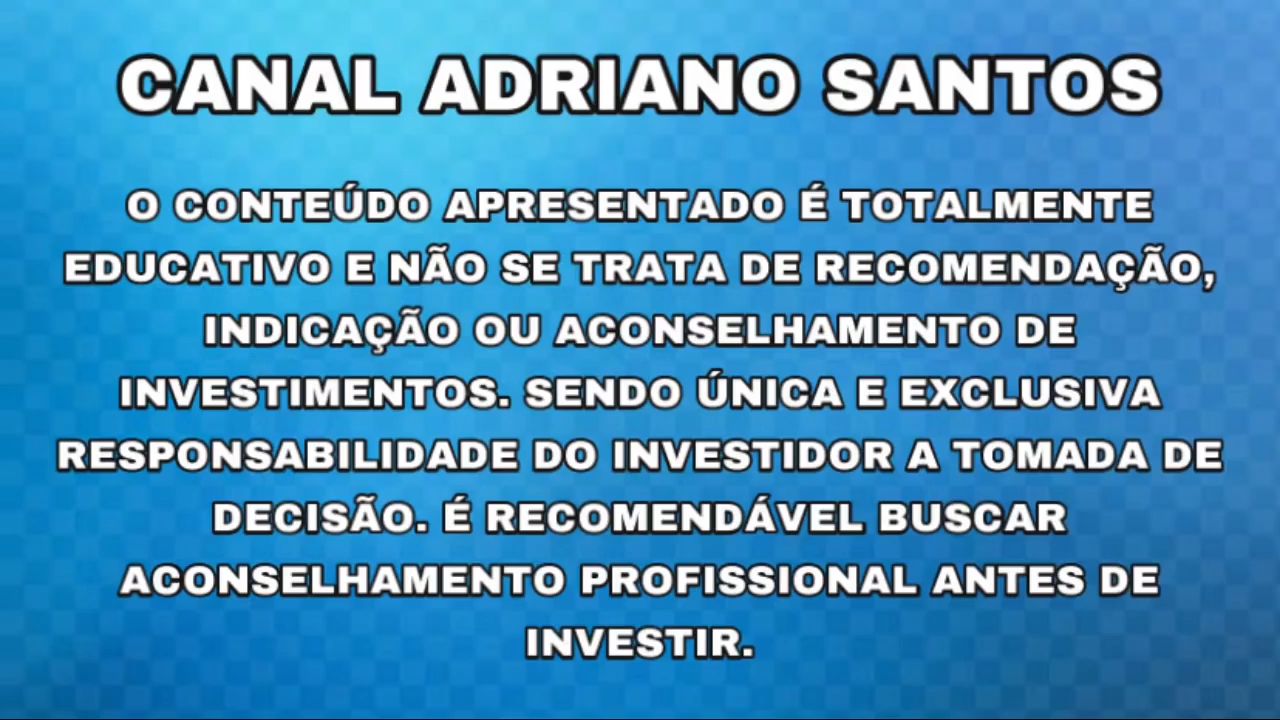 CANAL ADRIANO SANTOS
O CONTEÚDO APRESENTADO É TOTALMENTE
EDUCATIVO E NÃO SE TRATA DE RECOMENDAÇÃO,
INDICAÇÃO OU ACONSELHAMENTO DE
INVESTIMENTOS. SENDO ÚNICA E EXCLUSIVA
RESPONSABILIDADE DO INVESTIDOR A TOMADA DE
DECISÃO. É RECOMENDÁVEL BUSCAR
ACONSELHAMENTO PROFISSIONAL ANTES DE
INVESTIR.